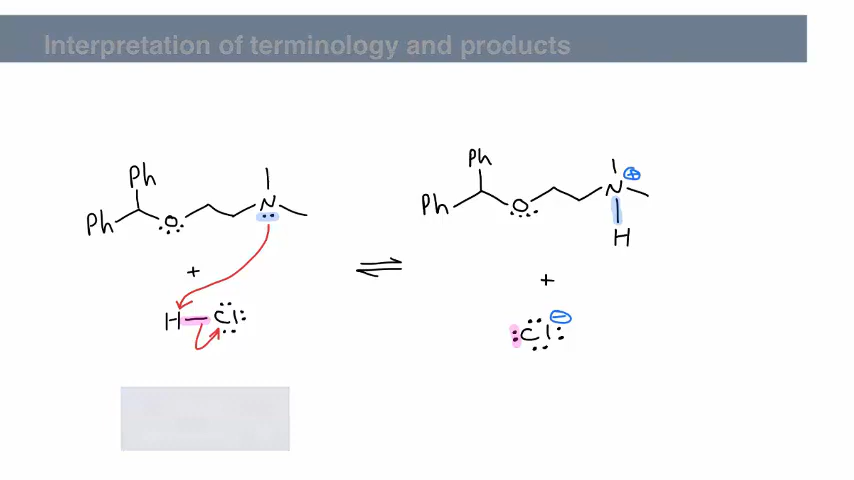 Interpretation of terminology and products
Ph
Ph
O
N
+
H
Cl
Ph
Ph
O
N
+
H
+
Cl
−